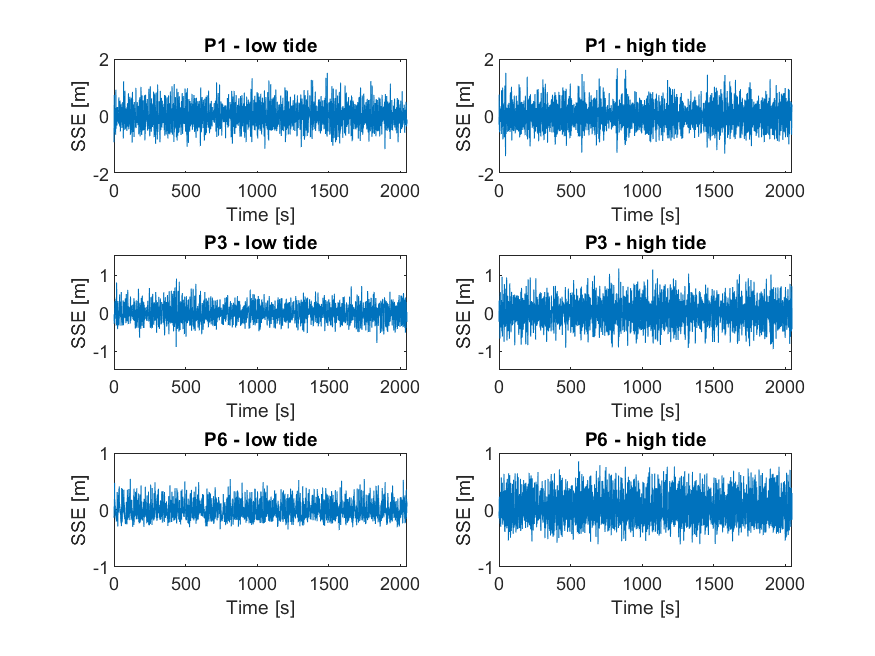 P1 - low tide
SSE [m]
2
0
-2
0 500 1000 1500 2000
Time [s]
P1 - high tide
SSE [m]
2
0
-2
0 500 1000 1500 2000
Time [s]
P3 - low tide
SSE [m]
1
0
-1
0 500 1000 1500 2000
Time [s]
P3 - high tide
SSE [m]
1
0
-1
0 500 1000 1500 2000
Time [s]
P6 - low tide
SSE [m]
1
0
-1
0 500 1000 1500 2000
Time [s]
P6 - high tide
SSE [m]
1
0
-1
0 500 1000 1500 2000
Time [s]